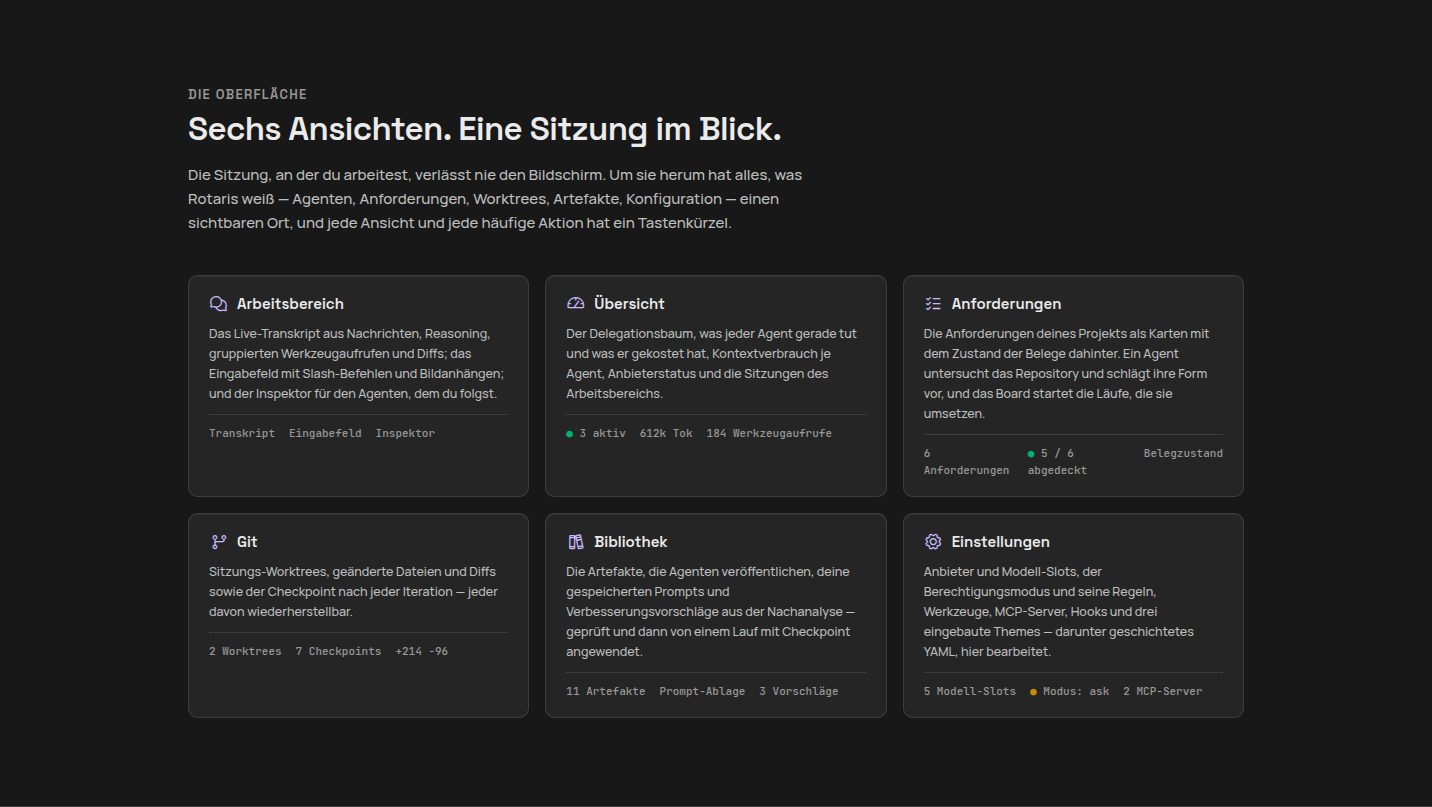 DIE OBERFLÄCHE
Sechs Ansichten. Eine Sitzung im Blick.
Die Sitzung, an der du arbeitest, verlässt nie den Bildschirm. Um sie herum hat alles, was
Rotaris weiß — Agenten, Anforderungen, Worktrees, Artefakte, Konfiguration — einen
sichtbaren Ort, und jede Ansicht und jede häufige Aktion hat ein Tastenkürzel.
Arbeitsbereich
Das Live-Transkript aus Nachrichten, Reasoning,
gruppierten Werkzeugaufrufen und Diffs; das
Eingabefeld mit Slash-Befehlen und Bildanhängen;
und der Inspektor für den Agenten, dem du folgst.
Transkript Eingabefeld Inspektor
Übersicht
Der Delegationsbaum, was jeder Agent gerade tut
und was er gekostet hat, Kontextverbrauch je
Agent, Anbieterstatus und die Sitzungen des
Arbeitsbereichs.
3 aktiv 612k Tok 184 Werkzeugaufrufe
Anforderungen
Die Anforderungen deines Projekts als Karten mit
dem Zustand der Belege dahinter. Ein Agent
untersucht das Repository und schlägt ihre Form
vor, und das Board startet die Läufe, die sie
umsetzen.
6 Anforderungen
5 / 6 abgedeckt
Belegzustand
Git
Sitzungs-Worktrees, geänderte Dateien und Diffs
sowie der Checkpoint nach jeder Iteration — jeder
davon wiederherstellbar.
2 Worktrees 7 Checkpoints +214 -96
Bibliothek
Die Artefakte, die Agenten veröffentlichen, deine
gespeicherten Prompts und
Verbesserungsvorschläge aus der Nachanalyse —
geprüft und dann von einem Lauf mit Checkpoint
angewendet.
11 Artefakte Prompt-Ablage 3 Vorschläge
Einstellungen
Anbieter und Modell-Slots, der
Berechtigungsmodus und seine Regeln,
Werkzeuge, MCP-Server, Hooks und drei
eingebaute Themes — darunter geschichtetes
YAML, hier bearbeitet.
5 Modell-Slots Modus: ask 2 MCP-Server